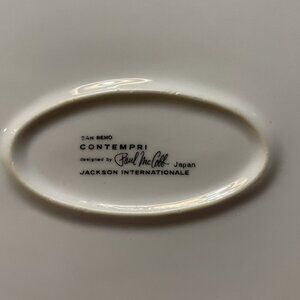 SAN REMO
CONTEMPRI
designed by Paul McCobb Japan
JACKSON INTERNATIONALE